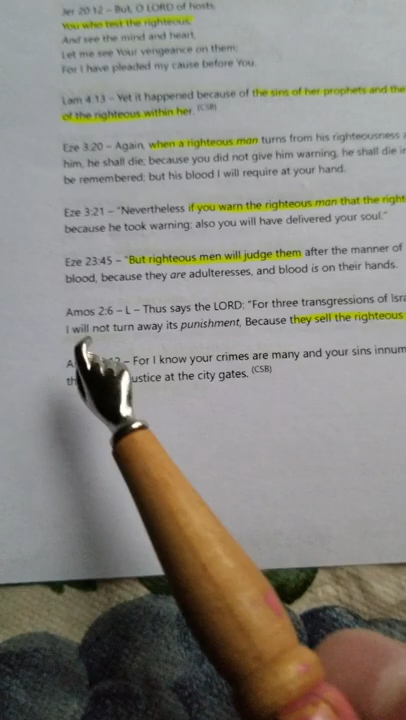 Jer 20:12 – But, O LORD of hosts,
You who test the righteous,
And see the mind and heart,
Let me see Your vengeance on them;
For I have pleaded my cause before You.
Lam 4:13 – Yet it happened because of the sins of her prophets and the
of the righteous within her. (CSB)
Eze 3:20 – Again, when a righteous man turns from his righteousness
him, he shall die; because you did not give him warning, he shall die
be remembered; but his blood I will require at your hand.
Eze 3:21 – "Nevertheless if you warn the righteous man that the right
because he took warning; also you will have delivered your soul."
Eze 23:45 – "But righteous men will judge them after the manner of
blood, because they are adulteresses, and blood is on their hands.
Amos 2:6 – L – Thus says the LORD: "For three transgressions of Isra
I will not turn away its punishment, Because they sell the righteous
– For I know your crimes are many and your sins innum
ustice at the city gates. (CSB)